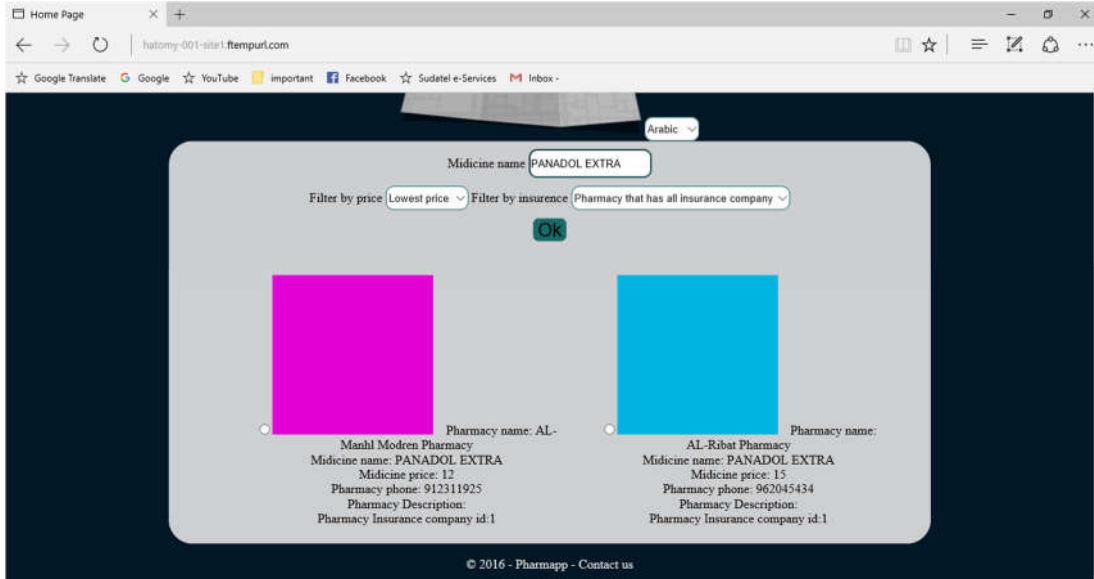 Home Page
hatomy-001-site1.ftempurl.com
Google Translate Google YouTube important Facebook Sudatel e-Services Inbox -
Arabic
Midicine name PANADOL EXTRA
Filter by price Lowest price Filter by insurence Pharmacy that has all insurance company
Ok
Pharmacy name: AL-
Manhl Modren Pharmacy
Midicine name: PANADOL EXTRA
Midicine price: 12
Pharmacy phone: 912311925
Pharmacy Description:
Pharmacy Insurance company id:1
Pharmacy name:
AL-Ribat Pharmacy
Midicine name: PANADOL EXTRA
Midicine price: 15
Pharmacy phone: 962045434
Pharmacy Description:
Pharmacy Insurance company id:1
© 2016 - Pharmapp - Contact us